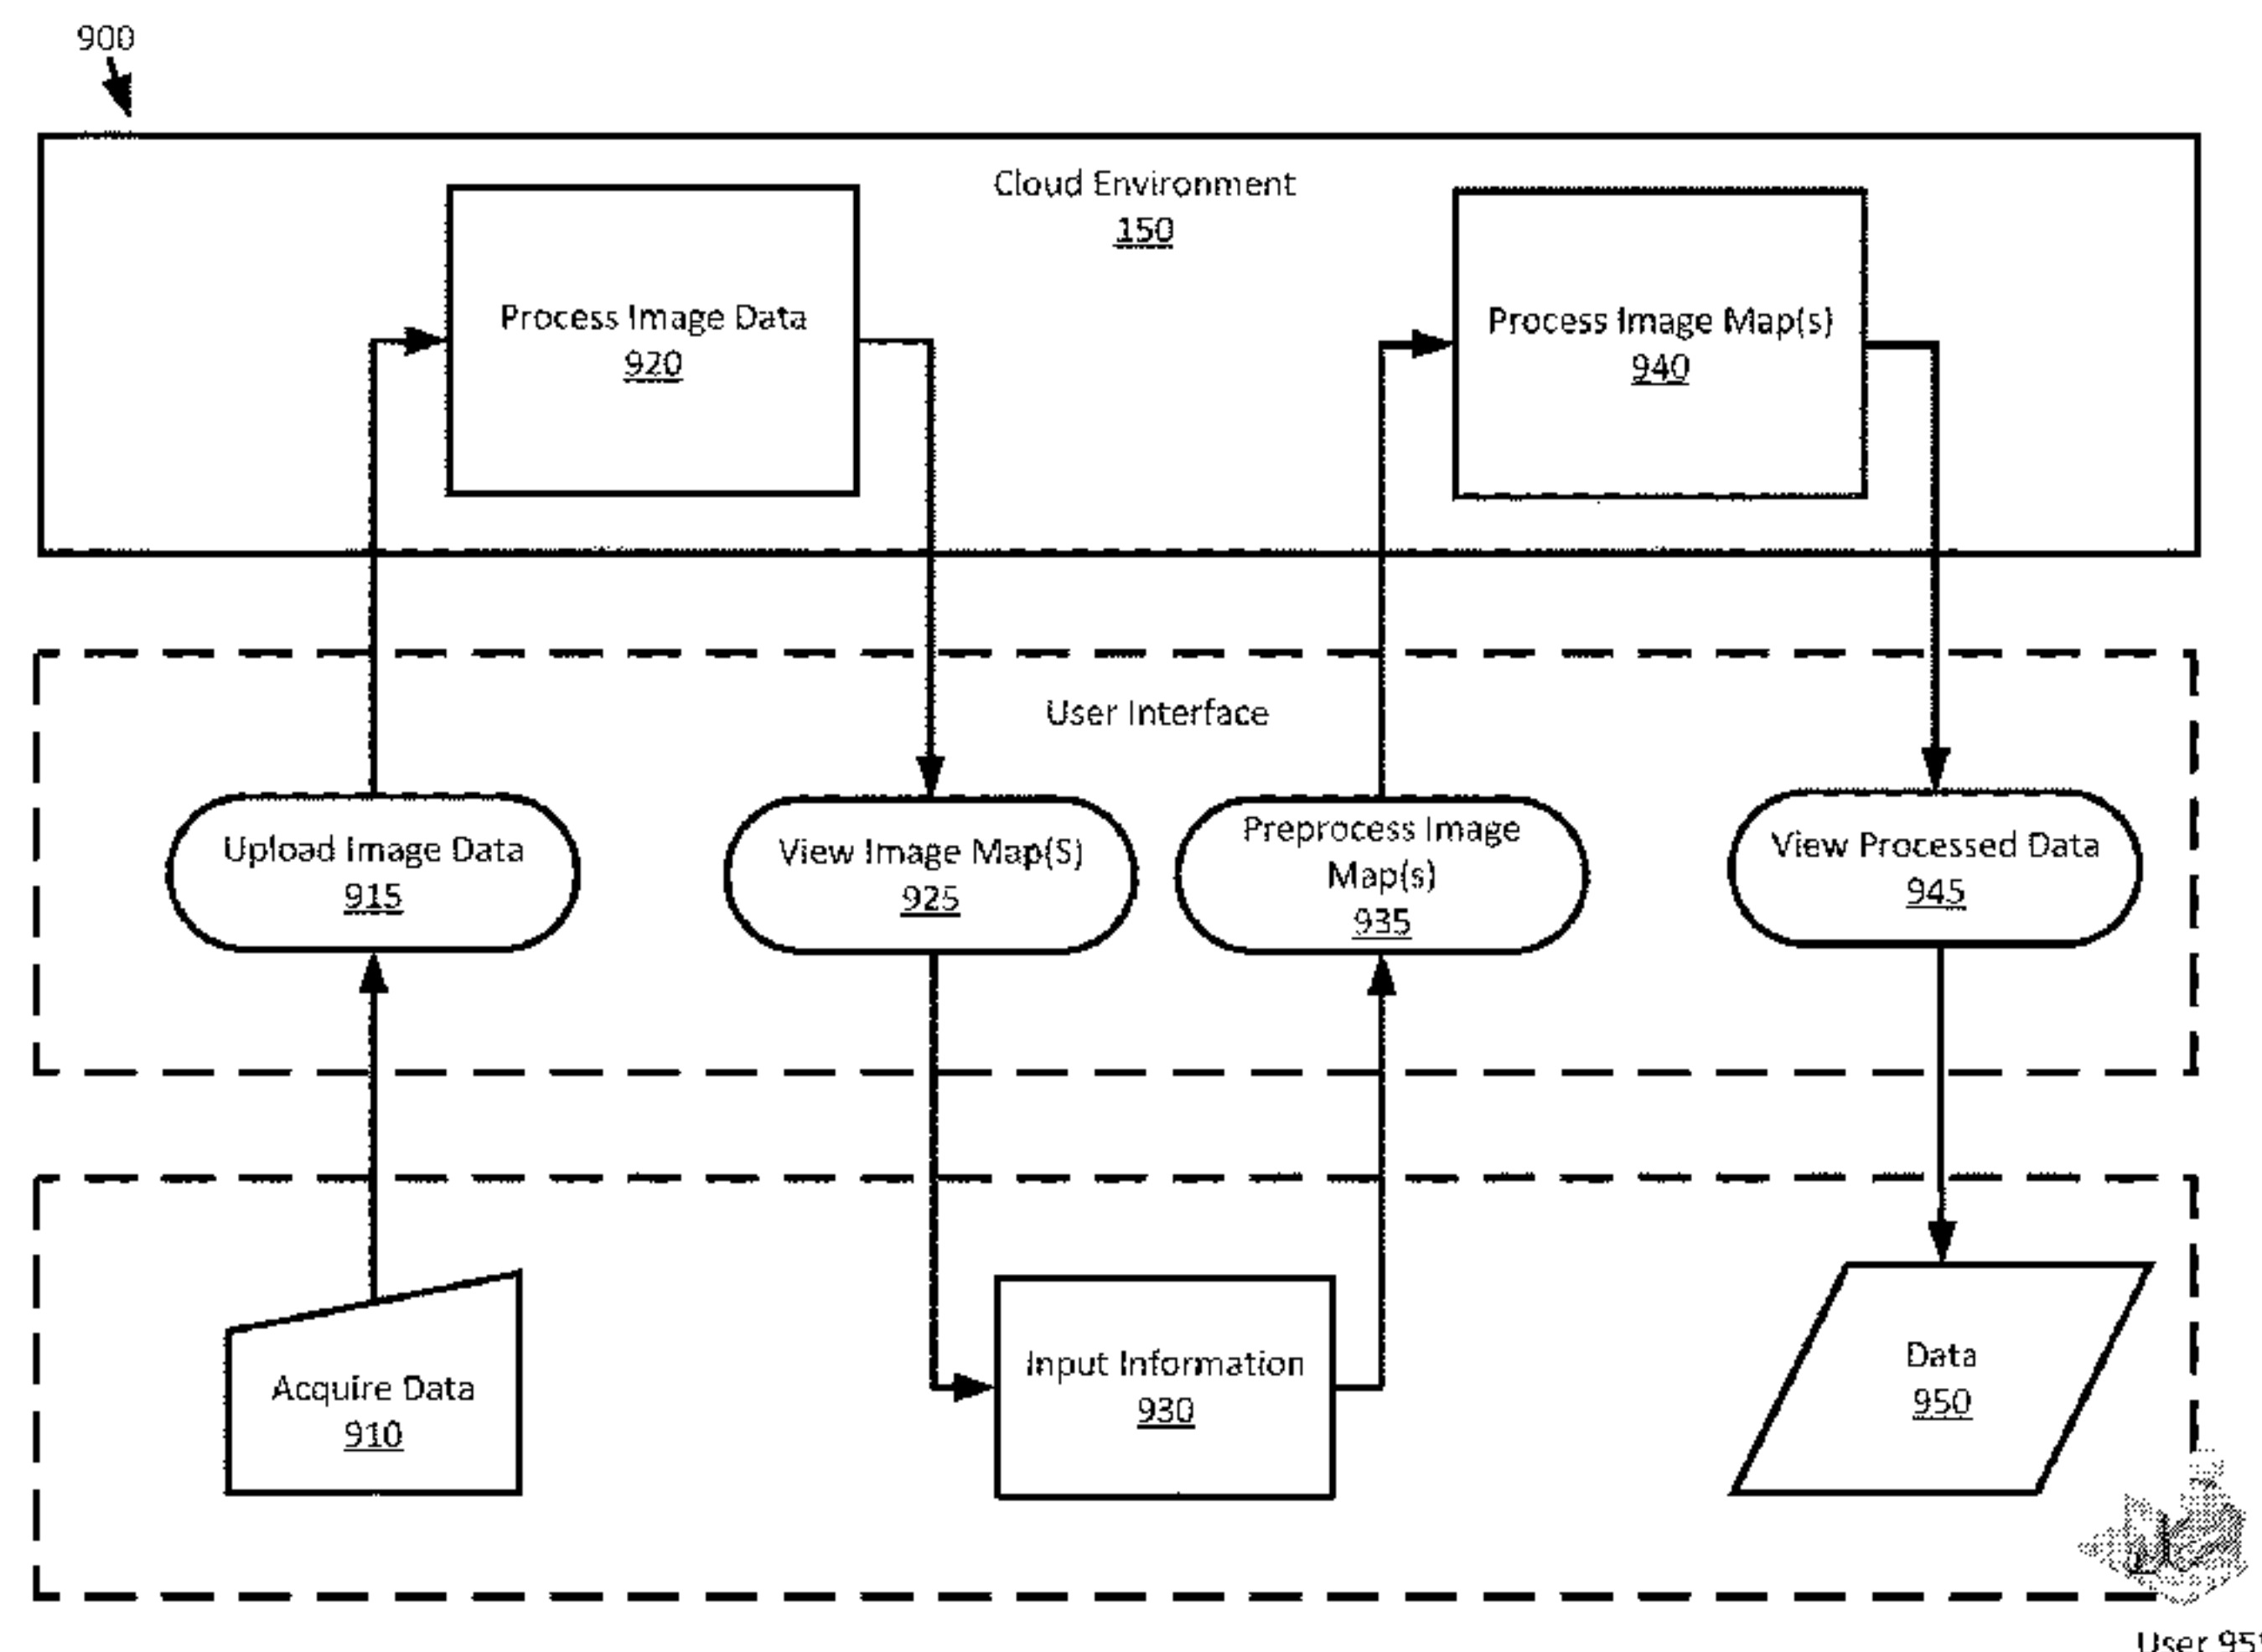 900
Cloud Environment
150
Process Image Data
920
Process Image Map(s)
940
User Interface
Upload Image Data
915
View Image Map(S)
925
Preprocess Image
Map(s)
935
View Processed Data
945
Acquire Data
910
Input Information
930
Data
950
User